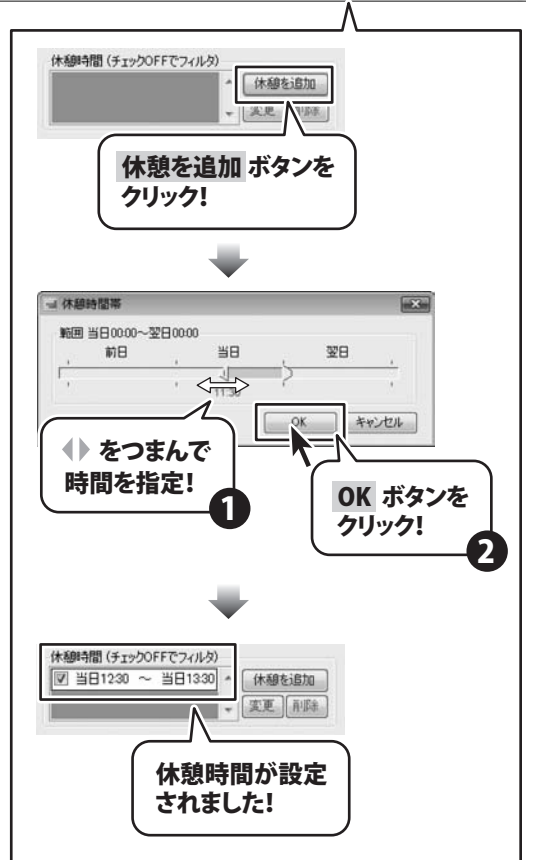 休憩時間 (チェックOFFでフィルタ)
休憩を追加
変更 削除
休憩を追加 ボタンを
クリック!
休憩時間帯
範囲 当日00:00～翌日00:00
前日 当日 翌日
11:30
OK キャンセル
をつまんで
時間を指定!
1
OK ボタンを
クリック!
2
休憩時間 (チェックOFFでフィルタ)
当日12:30 ～ 当日13:30
休憩を追加
変更 削除
休憩時間が設定
されました!